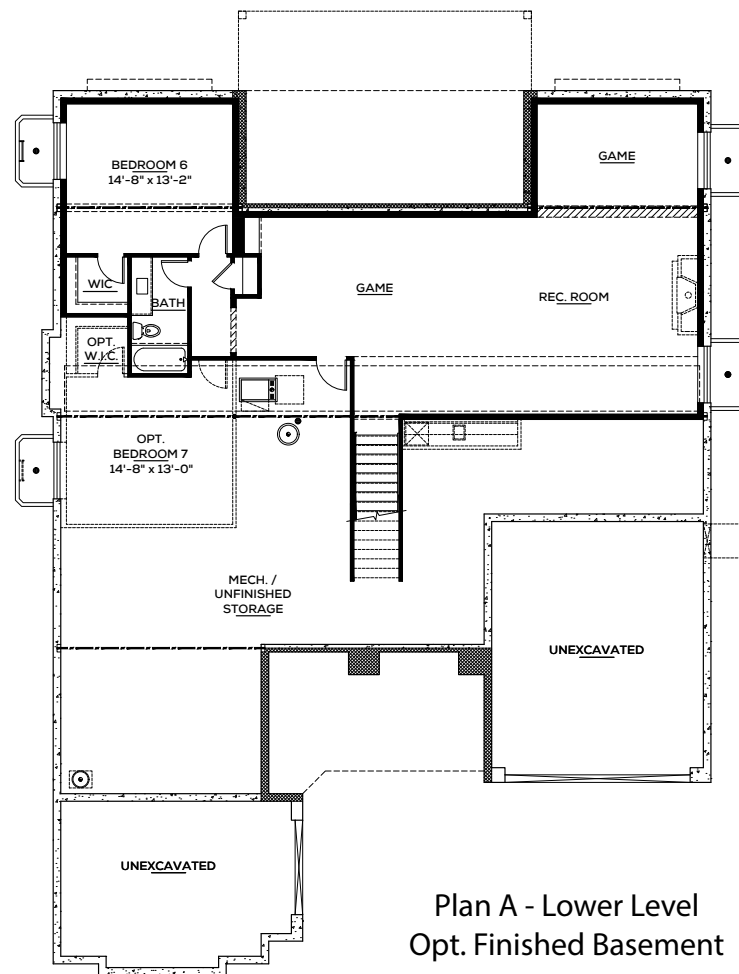 BEDROOM 6
14'-8" x 13'-2"
GAME
WIC
BATH
GAME
REC. ROOM
OPT.
W.I.C.
OPT.
BEDROOM 7
14'-8" x 13'-0"
MECH. /
UNFINISHED
STORAGE
UNEXCAVATED
UNEXCAVATED
Plan A - Lower Level
Opt. Finished Basement